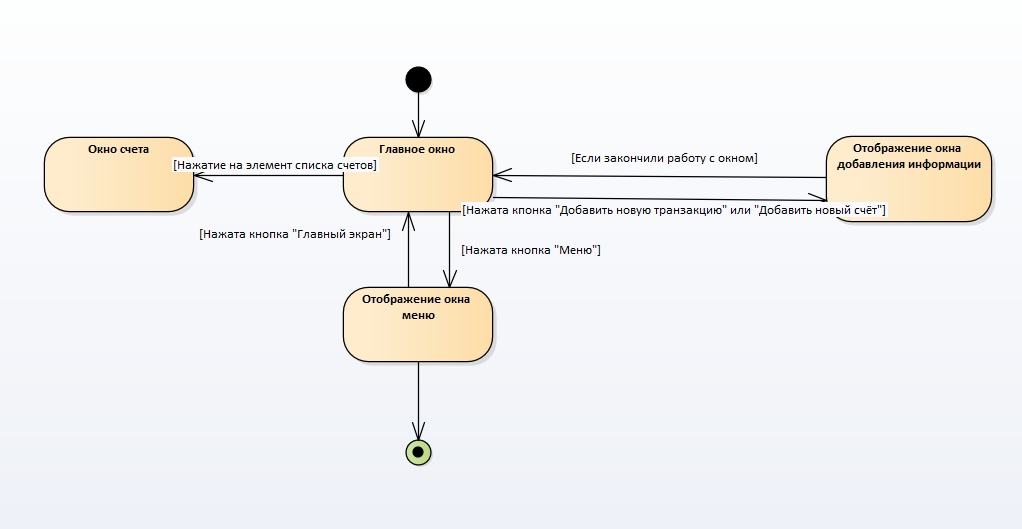 Окно счета
Главное окно
Отображение окна
добавления информации
[Нажатие на элемент списка счетов]
[Если закончили работу с окном]
[Нажата кпонка "Добавить новую транзакцию" или "Добавить новый счёт"]
[Нажата кнопка "Главный экран"]
[Нажата кнопка "Меню"]
Отображение окна
меню